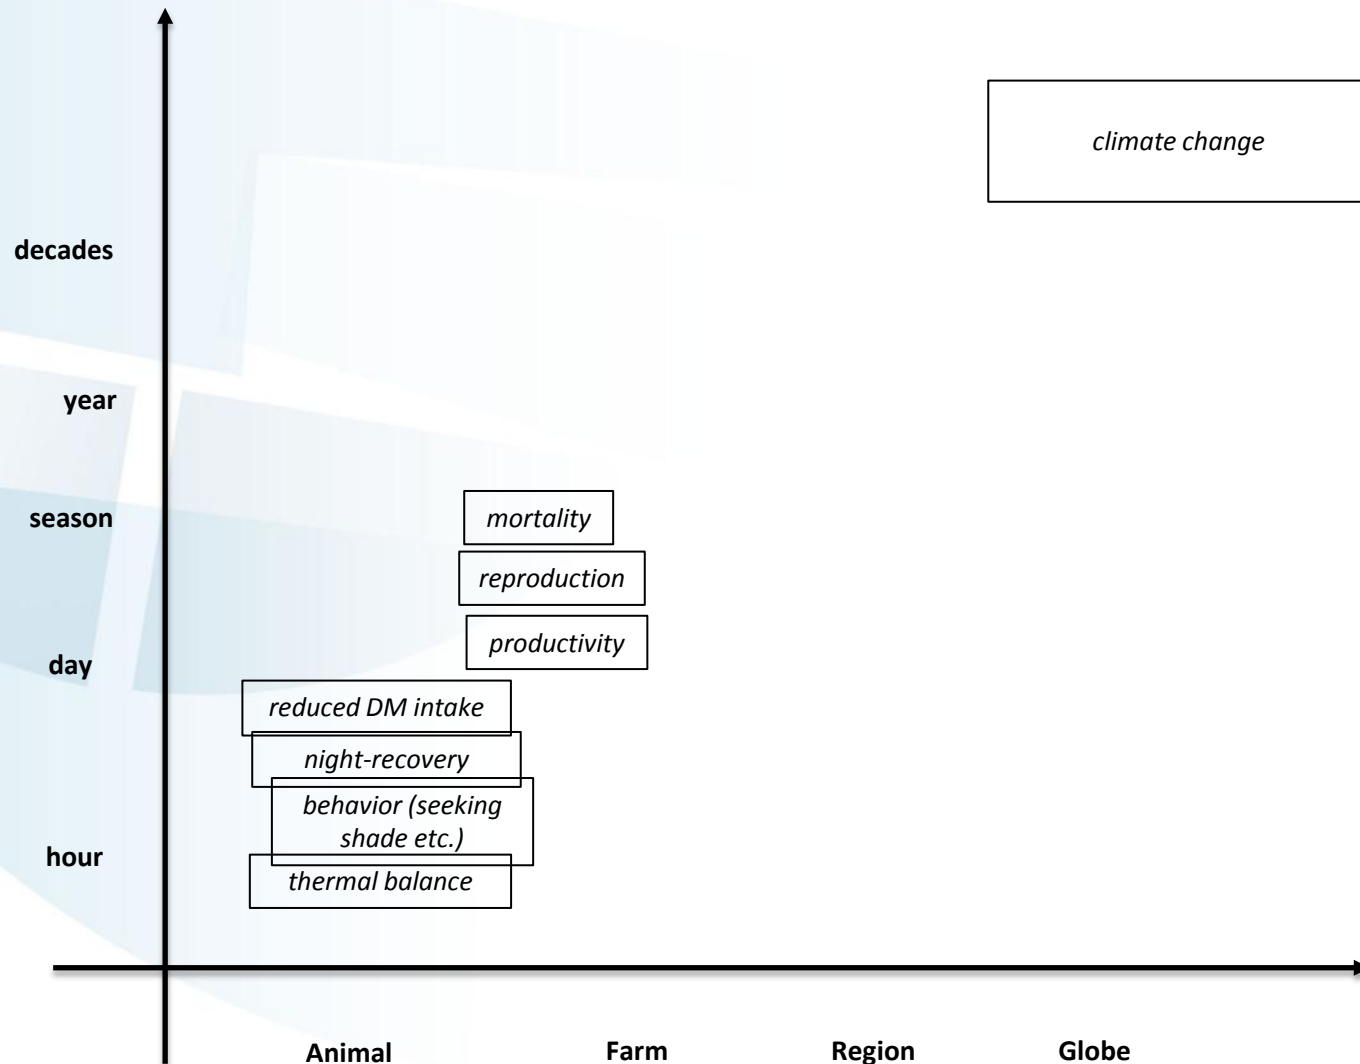 climate change
decades
year
season
mortality
reproduction
productivity
day
reduced DM intake
night-recovery
behavior (seeking
shade etc.)
hour
thermal balance
Animal
Farm
Region
Globe